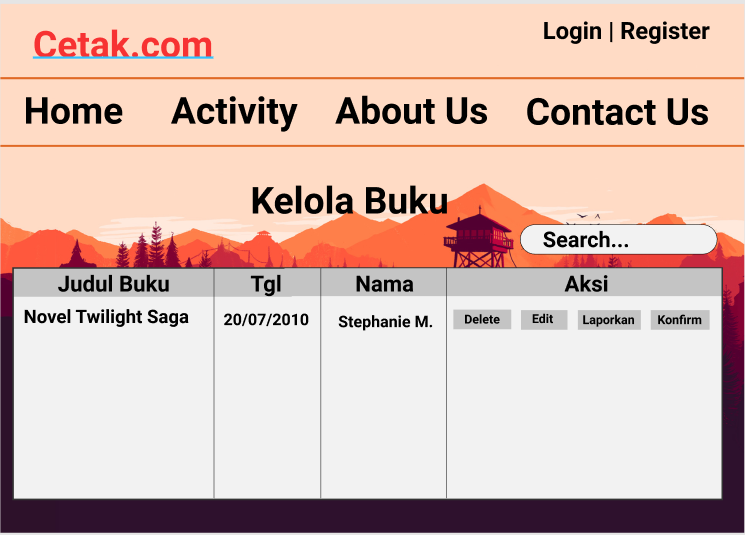 Cetak.com
Login | Register
Home Activity About Us Contact Us
Kelola Buku
Search...
Judul Buku Tgl Nama Aksi
Novel Twilight Saga 20/07/2010 Stephanie M. Delete Edit Laporkan Konfirm